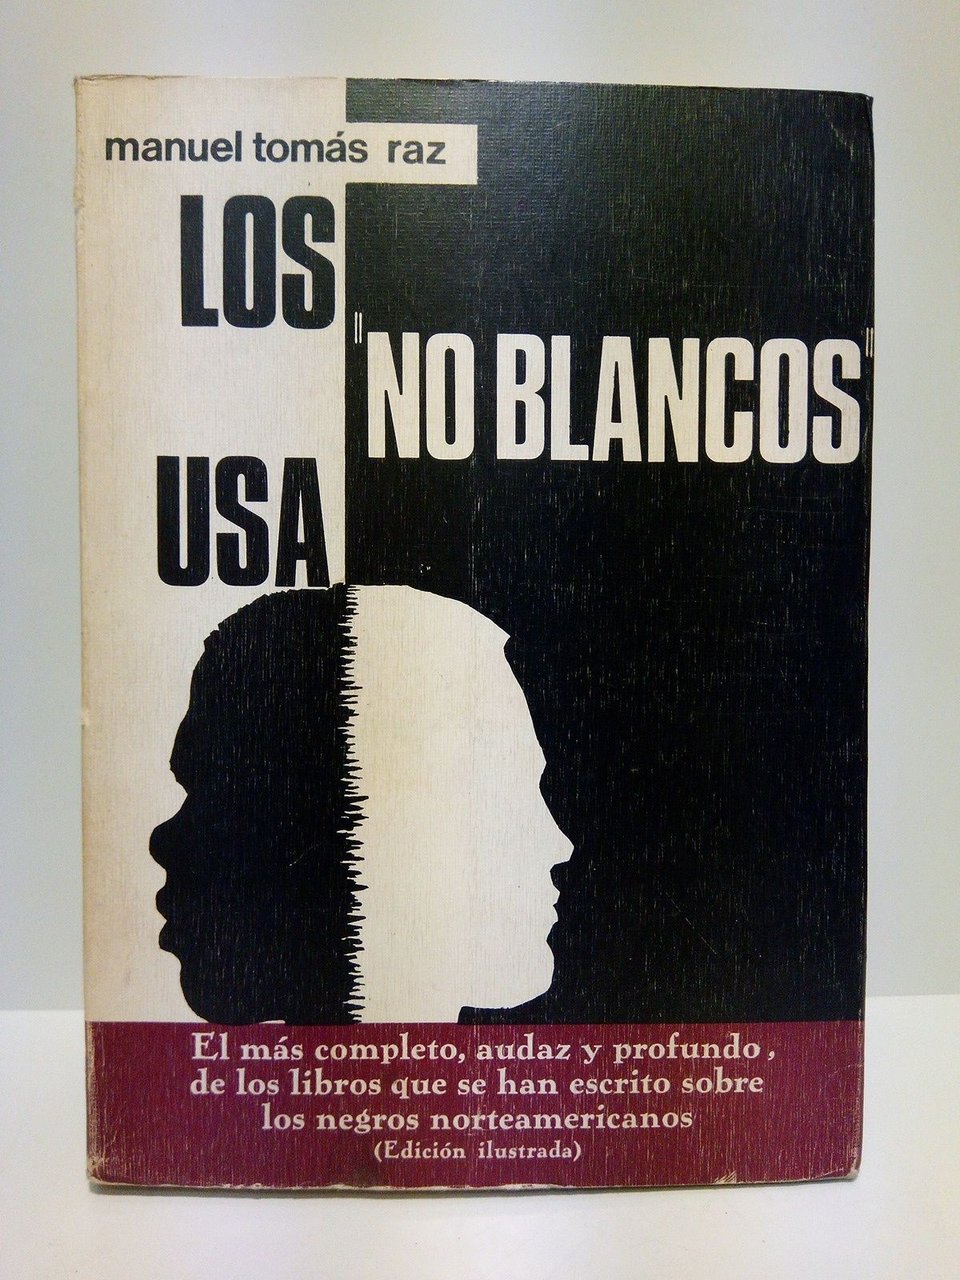 manuel tomás raz
LOS
"NO BLANCOS"
USA
El más completo, audaz y profundo,
de los libros que se han escrito sobre
los negros norteamericanos
(Edición ilustrada)